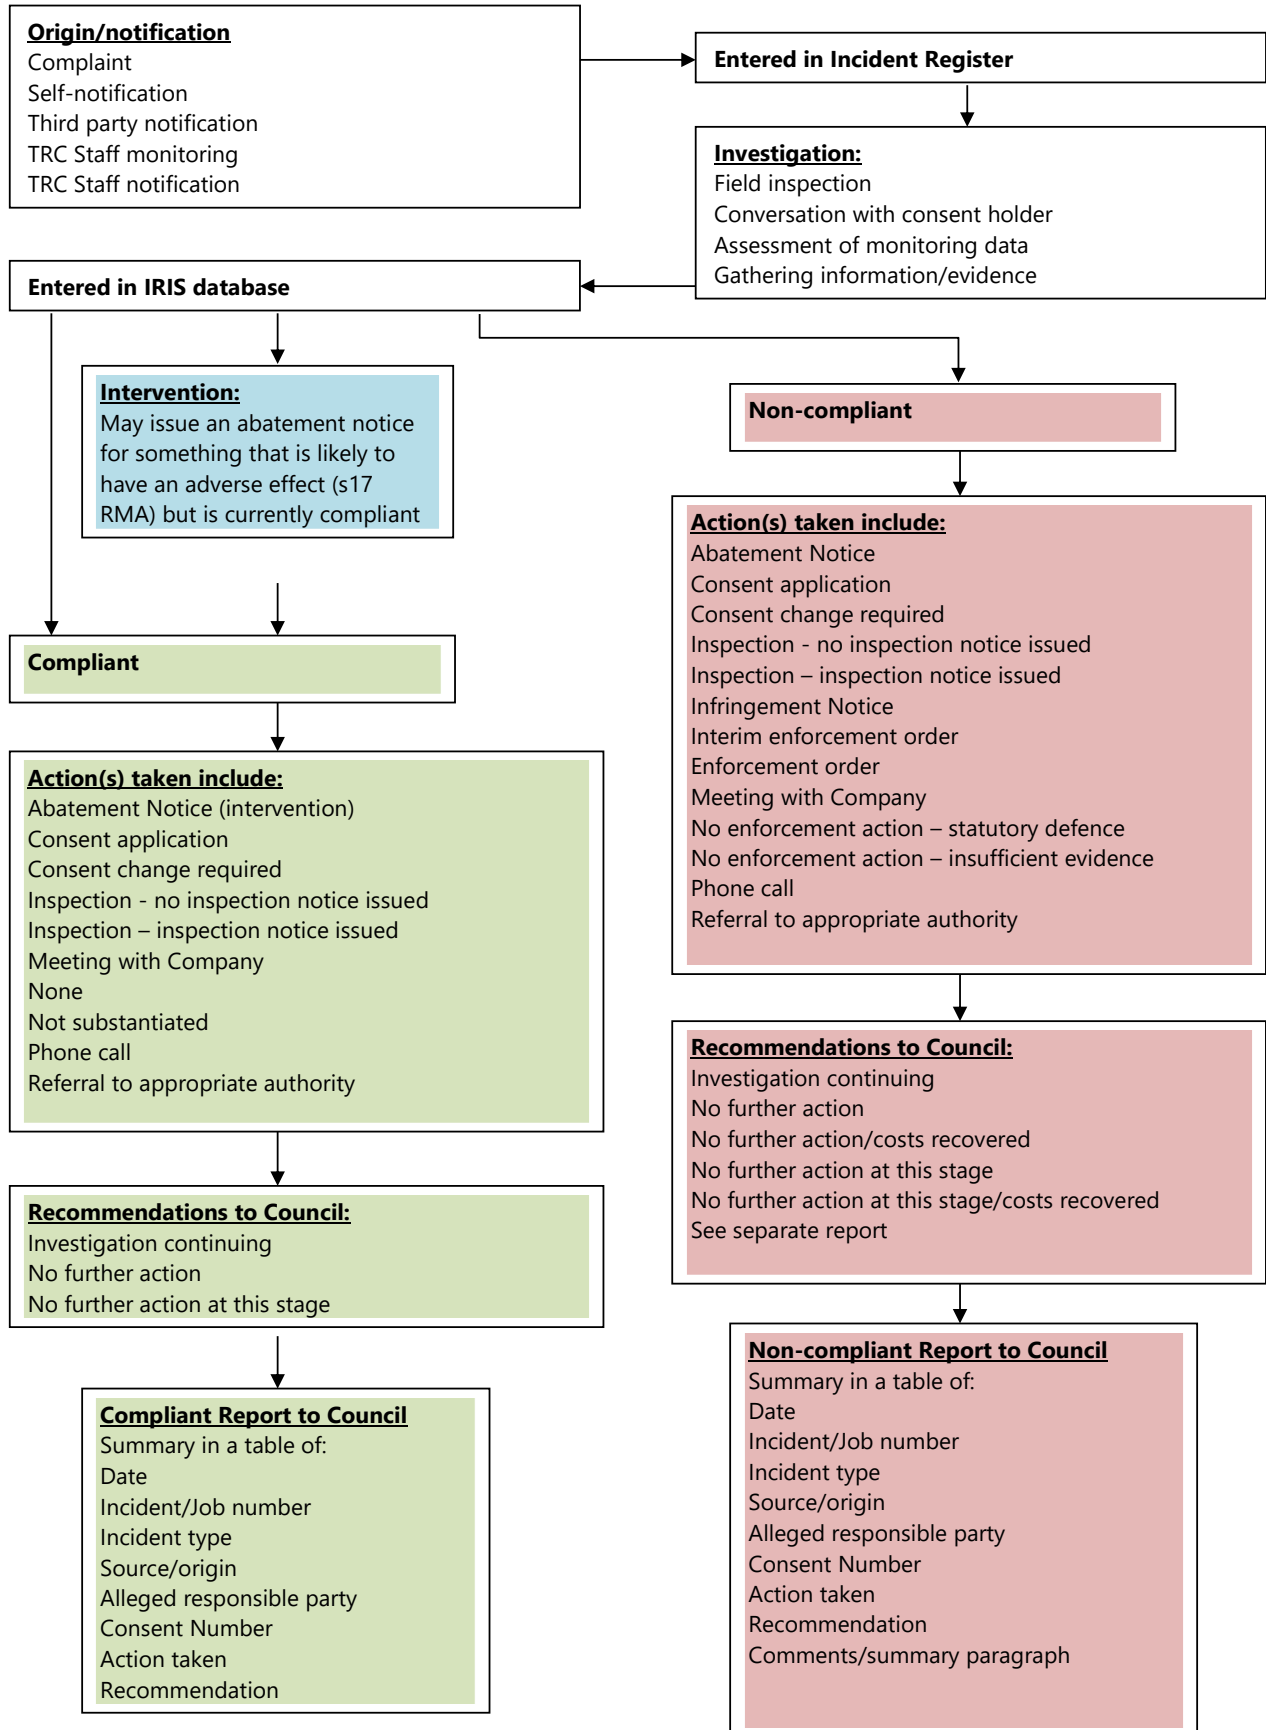 Origin/notification
Complaint
Self-notification
Third party notification
TRC Staff monitoring
TRC Staff notification
Entered in Incident Register
Investigation:
Field inspection
Conversation with consent holder
Assessment of monitoring data
Gathering information/evidence
Entered in IRIS database
Intervention:
May issue an abatement notice
for something that is likely to
have an adverse effect (s17
RMA) but is currently compliant
Compliant
Action(s) taken include:
Abatement Notice (intervention)
Consent application
Consent change required
Inspection - no inspection notice issued
Inspection – inspection notice issued
Meeting with Company
None
Not substantiated
Phone call
Referral to appropriate authority
Recommendations to Council:
Investigation continuing
No further action
No further action at this stage
Compliant Report to Council
Summary in a table of:
Date
Incident/Job number
Incident type
Source/origin
Alleged responsible party
Consent Number
Action taken
Recommendation
Non-compliant
Action(s) taken include:
Abatement Notice
Consent application
Consent change required
Inspection - no inspection notice issued
Inspection – inspection notice issued
Infringement Notice
Interim enforcement order
Enforcement order
Meeting with Company
No enforcement action – statutory defence
No enforcement action – insufficient evidence
Phone call
Referral to appropriate authority
Recommendations to Council:
Investigation continuing
No further action
No further action/costs recovered
No further action at this stage
No further action at this stage/costs recovered
See separate report
Non-compliant Report to Council
Summary in a table of:
Date
Incident/Job number
Incident type
Source/origin
Alleged responsible party
Consent Number
Action taken
Recommendation
Comments/summary paragraph